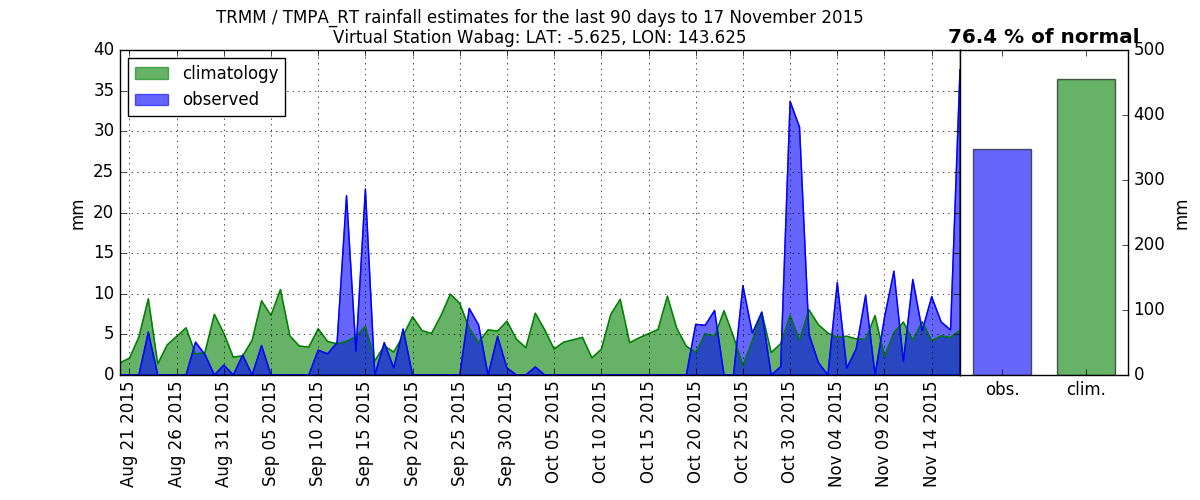 TRMM / TMPA_RT rainfall estimates for the last 90 days to 17 November 2015
Virtual Station Wabag: LAT: -5.625, LON: 143.625
76.4 % of normal
climatology
observed
40
35
30
25
20
15
10
5
0
mm
500
400
300
200
100
0
mm
obs.
clim.
Aug 21 2015
Aug 26 2015
Aug 31 2015
Sep 05 2015
Sep 10 2015
Sep 15 2015
Sep 20 2015
Sep 25 2015
Sep 30 2015
Oct 05 2015
Oct 10 2015
Oct 15 2015
Oct 20 2015
Oct 25 2015
Oct 30 2015
Nov 04 2015
Nov 09 2015
Nov 14 2015